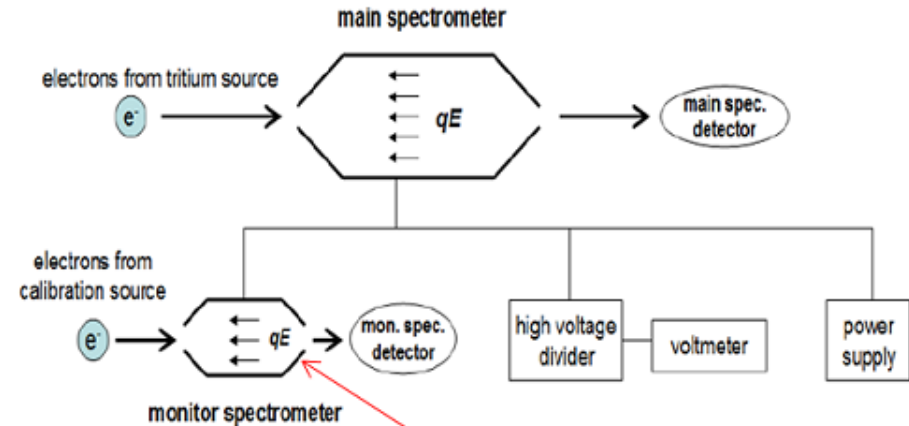 main spectrometer
electrons from tritium source
e-
qE
main spec.
detector
electrons from
calibration source
e-
qE
mon. spec.
detector
monitor spectrometer
high voltage
divider
voltmeter
power
supply